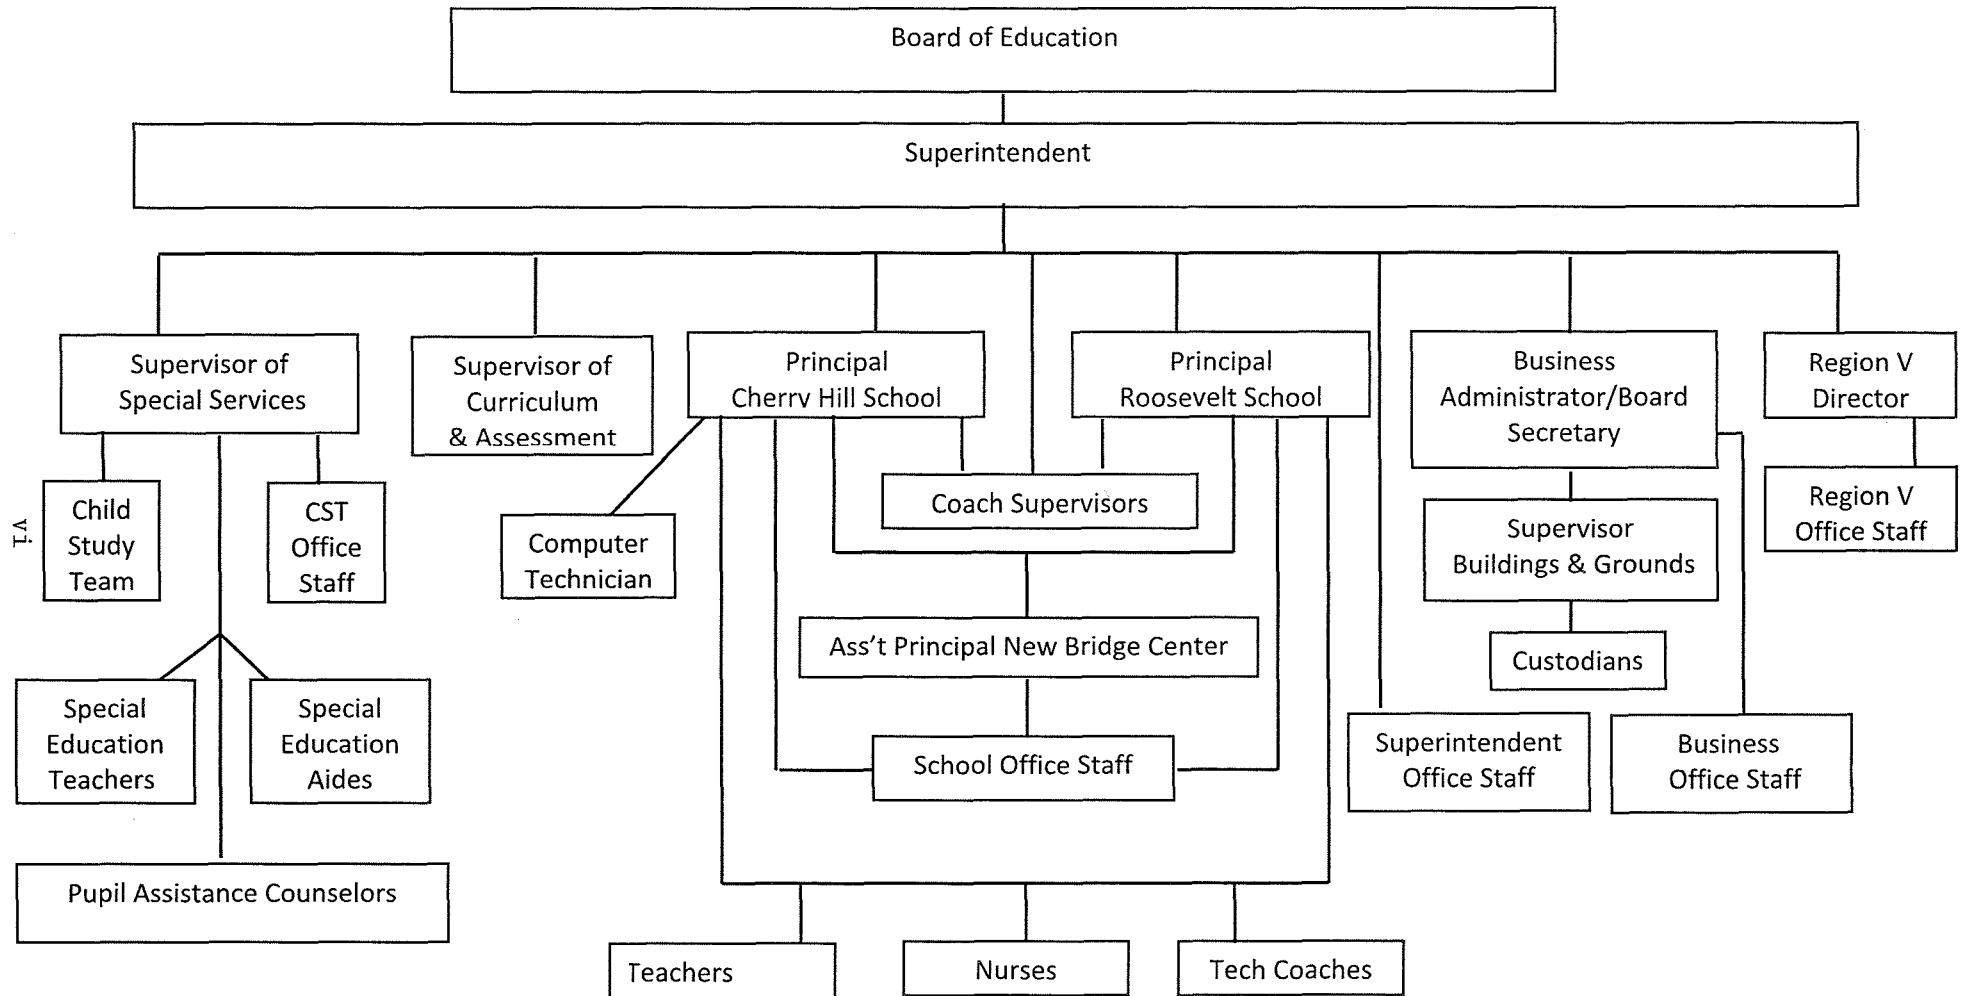 Board of Education
Superintendent
Supervisor of
Special Services
Supervisor of
Curriculum
& Assessment
Principal
Cherry Hill School
Principal
Roosevelt School
Business
Administrator/Board
Secretary
Region V
Director
Child
Study
Team
CST
Office
Staff
Computer
Technician
Coach Supervisors
Supervisor
Buildings & Grounds
Region V
Office Staff
vi
Ass't Principal New Bridge Center
Custodians
Special
Education
Teachers
Special
Education
Aides
School Office Staff
Superintendent
Office Staff
Business
Office Staff
Pupil Assistance Counselors
Teachers
Nurses
Tech Coaches